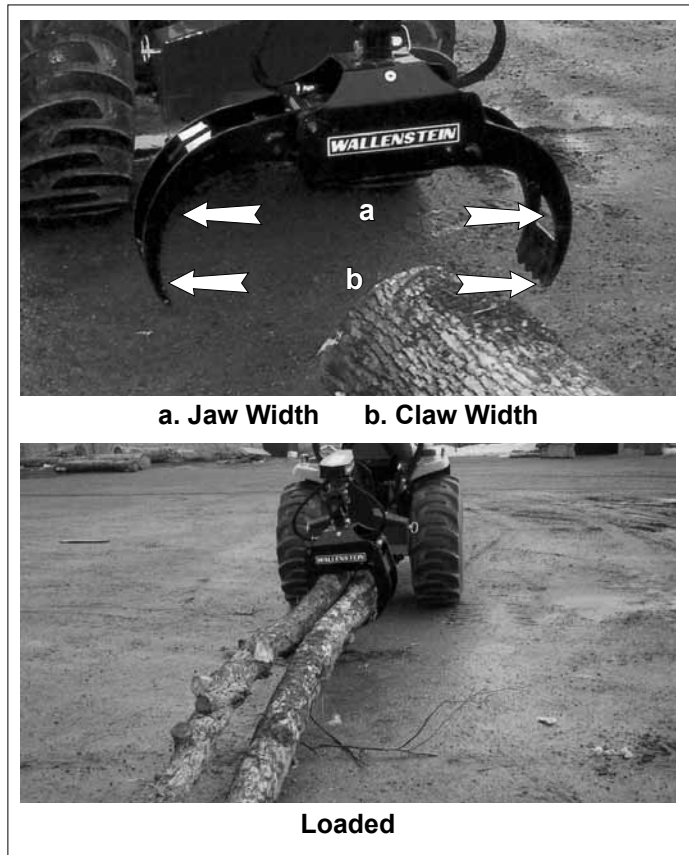 WALLENSTEIN
a
b
a. Jaw Width b. Claw Width
WALLENSTEIN
Loaded